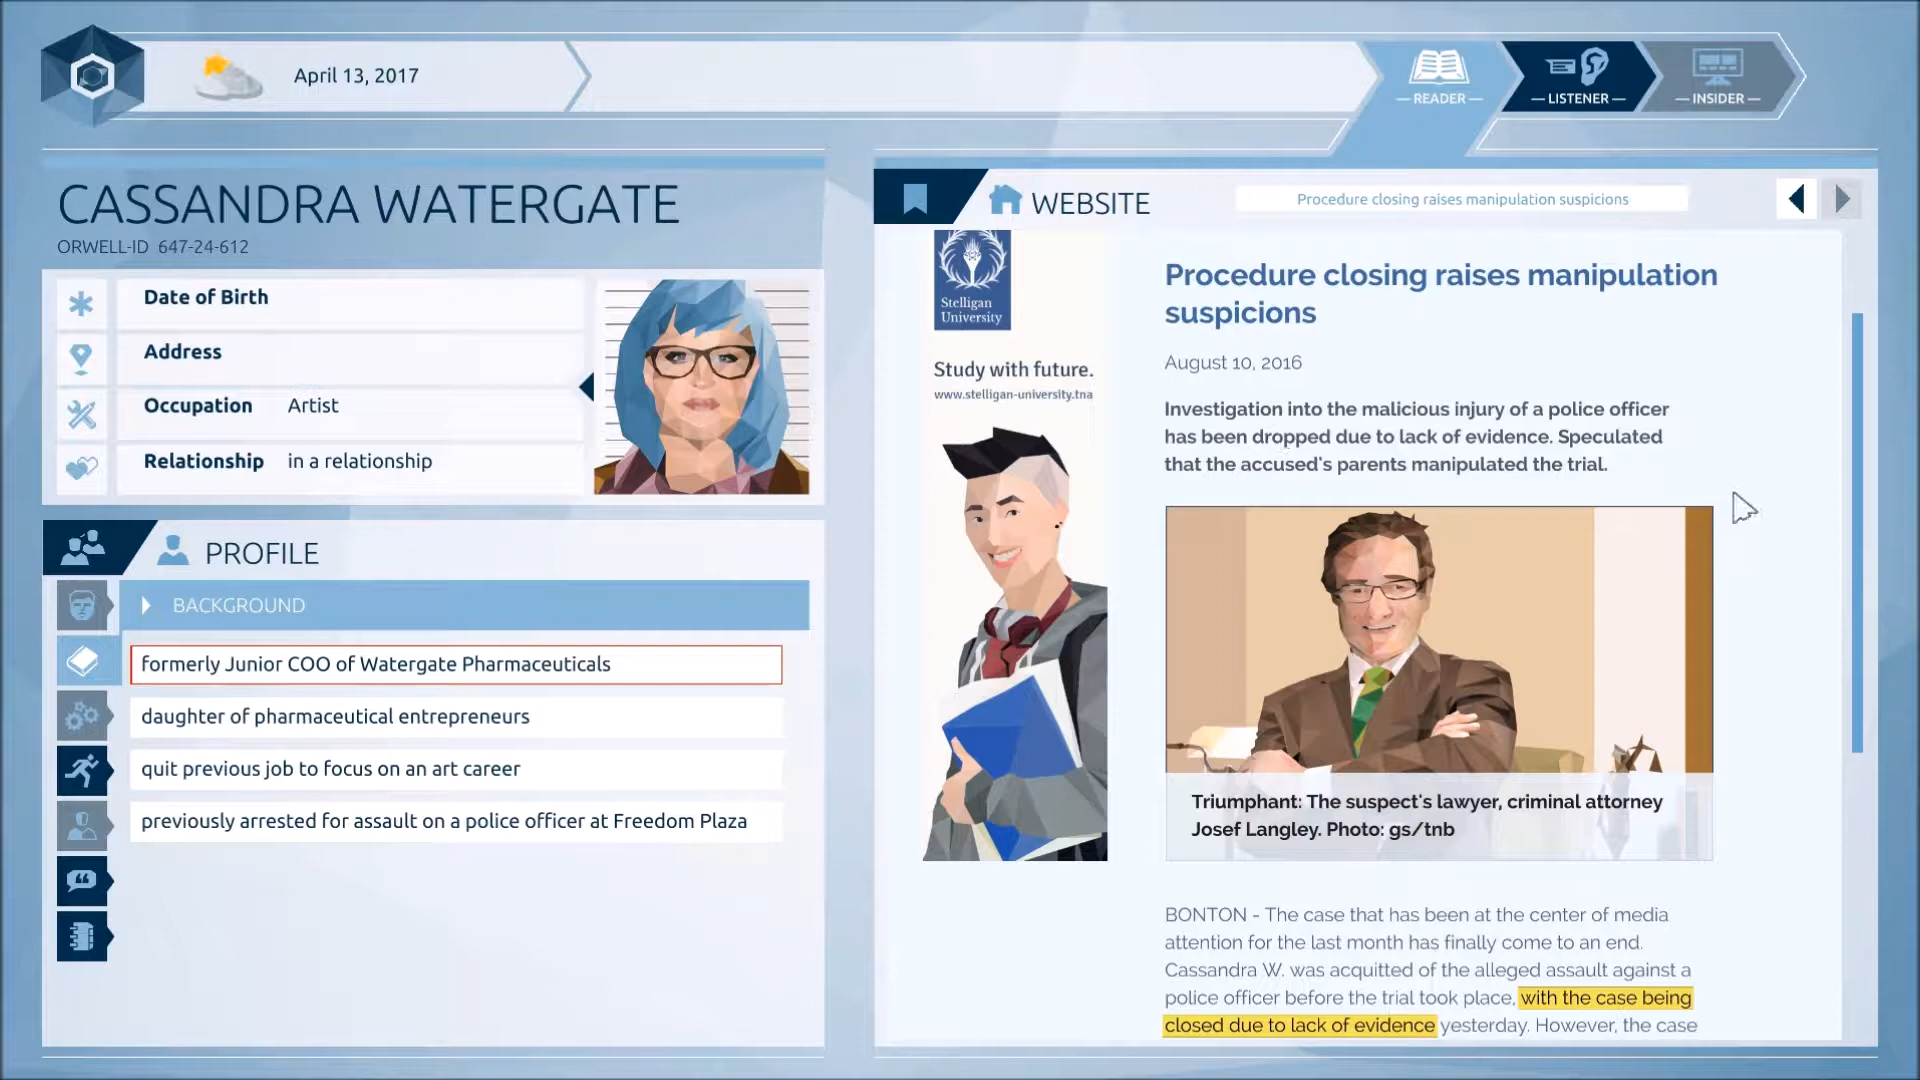 April 13, 2017
READER
LISTENER
INSIDER
CASSANDRA WATERGATE
ORWELL-ID 647-24-612
Date of Birth
Address
Occupation Artist
Relationship in a relationship
PROFILE
BACKGROUND
formerly Junior COO of Watergate Pharmaceuticals
daughter of pharmaceutical entrepreneurs
quit previous job to focus on an art career
previously arrested for assault on a police officer at Freedom Plaza
WEBSITE
Procedure closing raises manipulation suspicions
Stelligan
University
Study with future.
www.stelligan-university.tna
Procedure closing raises manipulation
suspicions
August 10, 2016
Investigation into the malicious injury of a police officer
has been dropped due to lack of evidence. Speculated
that the accused's parents manipulated the trial.
Triumphant: The suspect's lawyer, criminal attorney
Josef Langley. Photo: gs/tnb
BONTON - The case that has been at the center of media
attention for the last month has finally come to an end.
Cassandra W. was acquitted of the alleged assault against a
police officer before the trial took place, with the case being
closed due to lack of evidence yesterday. However, the case